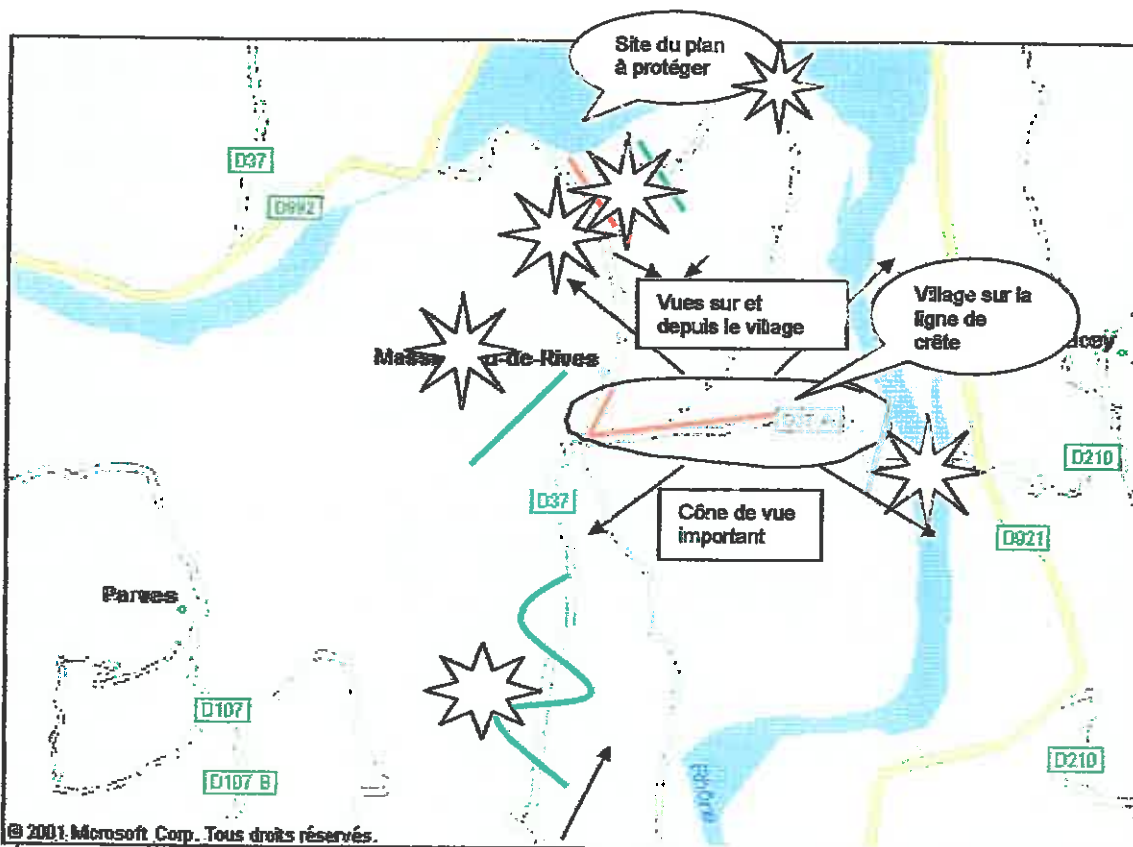 Site du plan
à protéger
D37
D992
Vues sur et
depuis le village
Village sur la
ligne de
crête
de-Rives
D210
D37
Cône de vue
important
D921
Parves
D107
D210
D107 B
Rhône
© 2001 Microsoft Corp. Tous droits réservés.